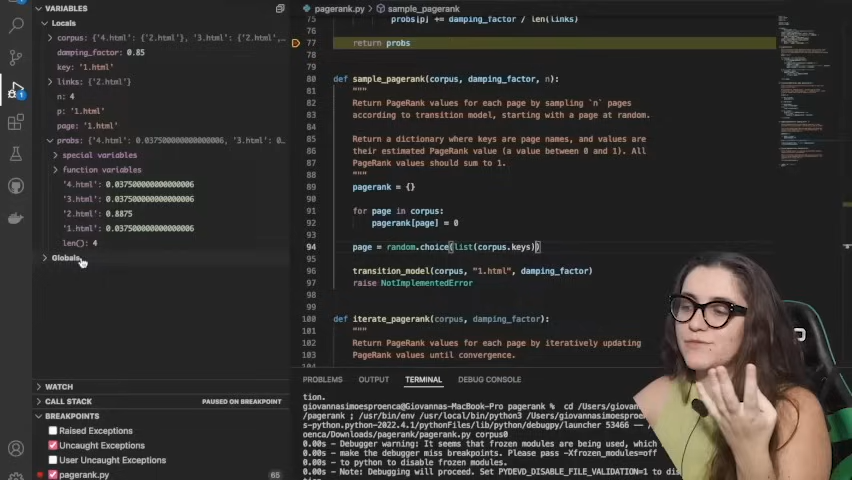 VARIABLES
Locals
corpus: {'4.html': {'2.html'}, '3.html': {'2.html',…
damping_factor: 0.85
key: '1.html'
links: {'2.html'}
n: 4
p: '1.html'
page: '1.html'
probs: {'4.html': 0.037500000000000006, '3.html': 0…
special variables
function variables
'4.html': 0.037500000000000006
'3.html': 0.037500000000000006
'2.html': 0.8875
'1.html': 0.037500000000000006
len(): 4
Globals
WATCH
CALL STACK PAUSED ON BREAKPOINT
BREAKPOINTS
Raised Exceptions
Uncaught Exceptions
User Uncaught Exceptions
pagerank.py 65
pagerank.py > sample_pagerank
75 probs[p] += damping_factor / len(links)
76
77 return probs
78
79
80 def sample_pagerank(corpus, damping_factor, n):
81 """
82 Return PageRank values for each page by sampling `n` pages
83 according to transition model, starting with a page at random.
84
85 Return a dictionary where keys are page names, and values are
86 their estimated PageRank value (a value between 0 and 1). All
87 PageRank values should sum to 1.
88 """
89 pagerank = {}
90
91 for page in corpus:
92 pagerank[page] = 0
93
94 page = random.choice(list(corpus.keys))
95
96 transition_model(corpus, "1.html", damping_factor)
97 raise NotImplementedError
98
99
100 def iterate_pagerank(corpus, damping_factor):
101 """
102 Return PageRank values for each page by iteratively updating
103 PageRank values until convergence.
104
PROBLEMS OUTPUT TERMINAL DEBUG CONSOLE
tion.
giovannasimoesproenca@Giovannas-MacBook-Pro pagerank % cd /Users/giovan
/pagerank ; /usr/bin/env /usr/local/bin/python3 /Users/giovannasimoes
s-python.python-2022.4.1/pythonFiles/lib/python/debugpy/launcher 53466 -- /
oenca/Downloads/pagerank/pagerank.py corpus0
0.00s - Debugger warning: It seems that frozen modules are being used, which
0.00s - make the debugger miss breakpoints. Please pass -Xfrozen_modules=off
0.00s - to python to disable frozen modules.
0.00s - Note: Debugging will proceed. Set PYDEVD_DISABLE_FILE_VALIDATION=1 to dis
tion.